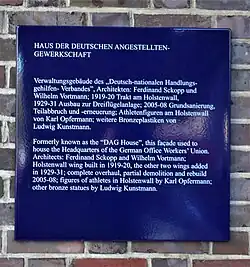 HAUS DER DEUTSCHEN ANGESTELLTEN-
GEWERKSCHAFT
Verwaltungsgebäude des „Deutsch-nationalen Handlungs-
gehilfen- Verbandes", Architekten: Ferdinand Sckopp und
Wilhelm Vortmann; 1919-20 Trakt am Holstenwall,
1929-31 Ausbau zur Dreiflügelanlage; 2005-08 Grundsanierung,
Teilabbruch und -erneuerung; Athletenfiguren am Holstenwall
von Karl Opfermann; weitere Bronzeplastiken von
Ludwig Kunstmann.
Formerly known as the “DAG House”, this façade used to
house the Headquarters of the German Office Workers’ Union.
Architects: Ferdinand Sckopp and Wilhelm Vortmann;
Holstenwall wing built in 1919-20, the other two wings added
in 1929-31; complete overhaul, partial demolition and rebuild
2005-08; figures of athletes in Holstenwall by Karl Opfermann;
other bronze statues by Ludwig Kunstmann.